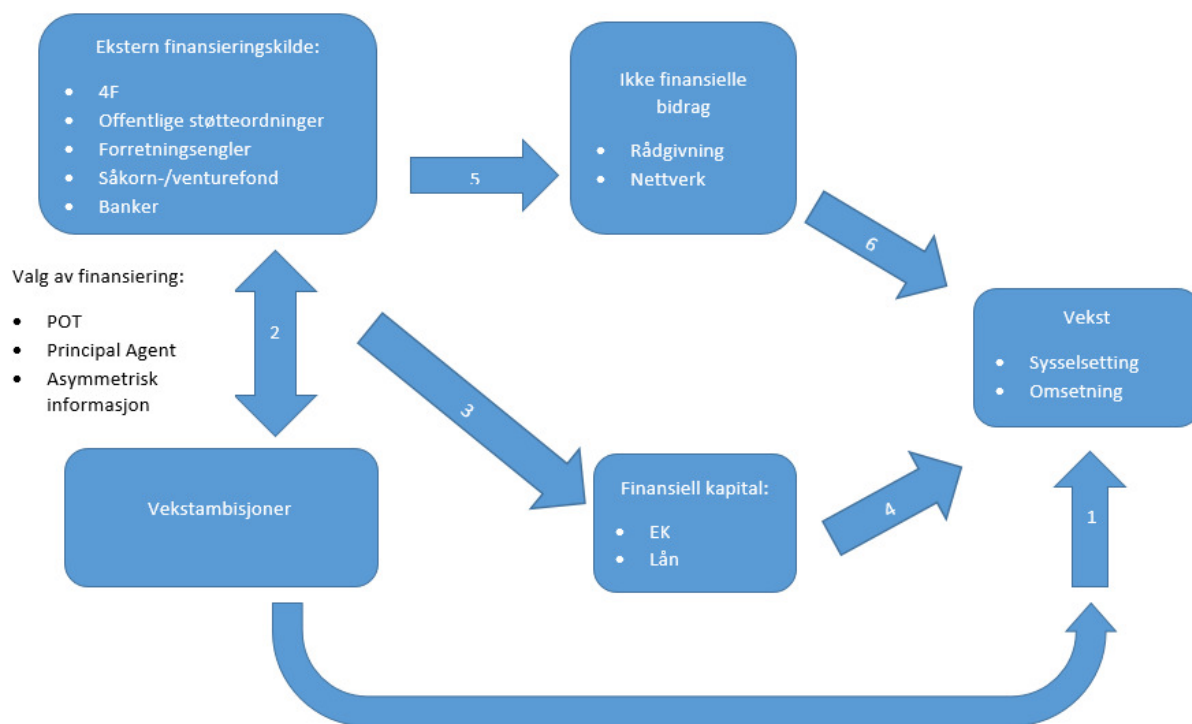 Ekstern finansieringskilde:
• 4F
• Offentlige støtteordninger
• Forretningsengler
• Såkorn-/venturefond
• Banker
5
Ikke finansielle
bidrag
• Rådgivning
• Nettverk
6
Valg av finansiering:
• POT
• Principal Agent
• Asymmetrisk
informasjon
2
3
Vekst
• Sysselsetting
• Omsetning
Vekstambisjoner
Finansiell kapital:
• EK
• Lån
4
1